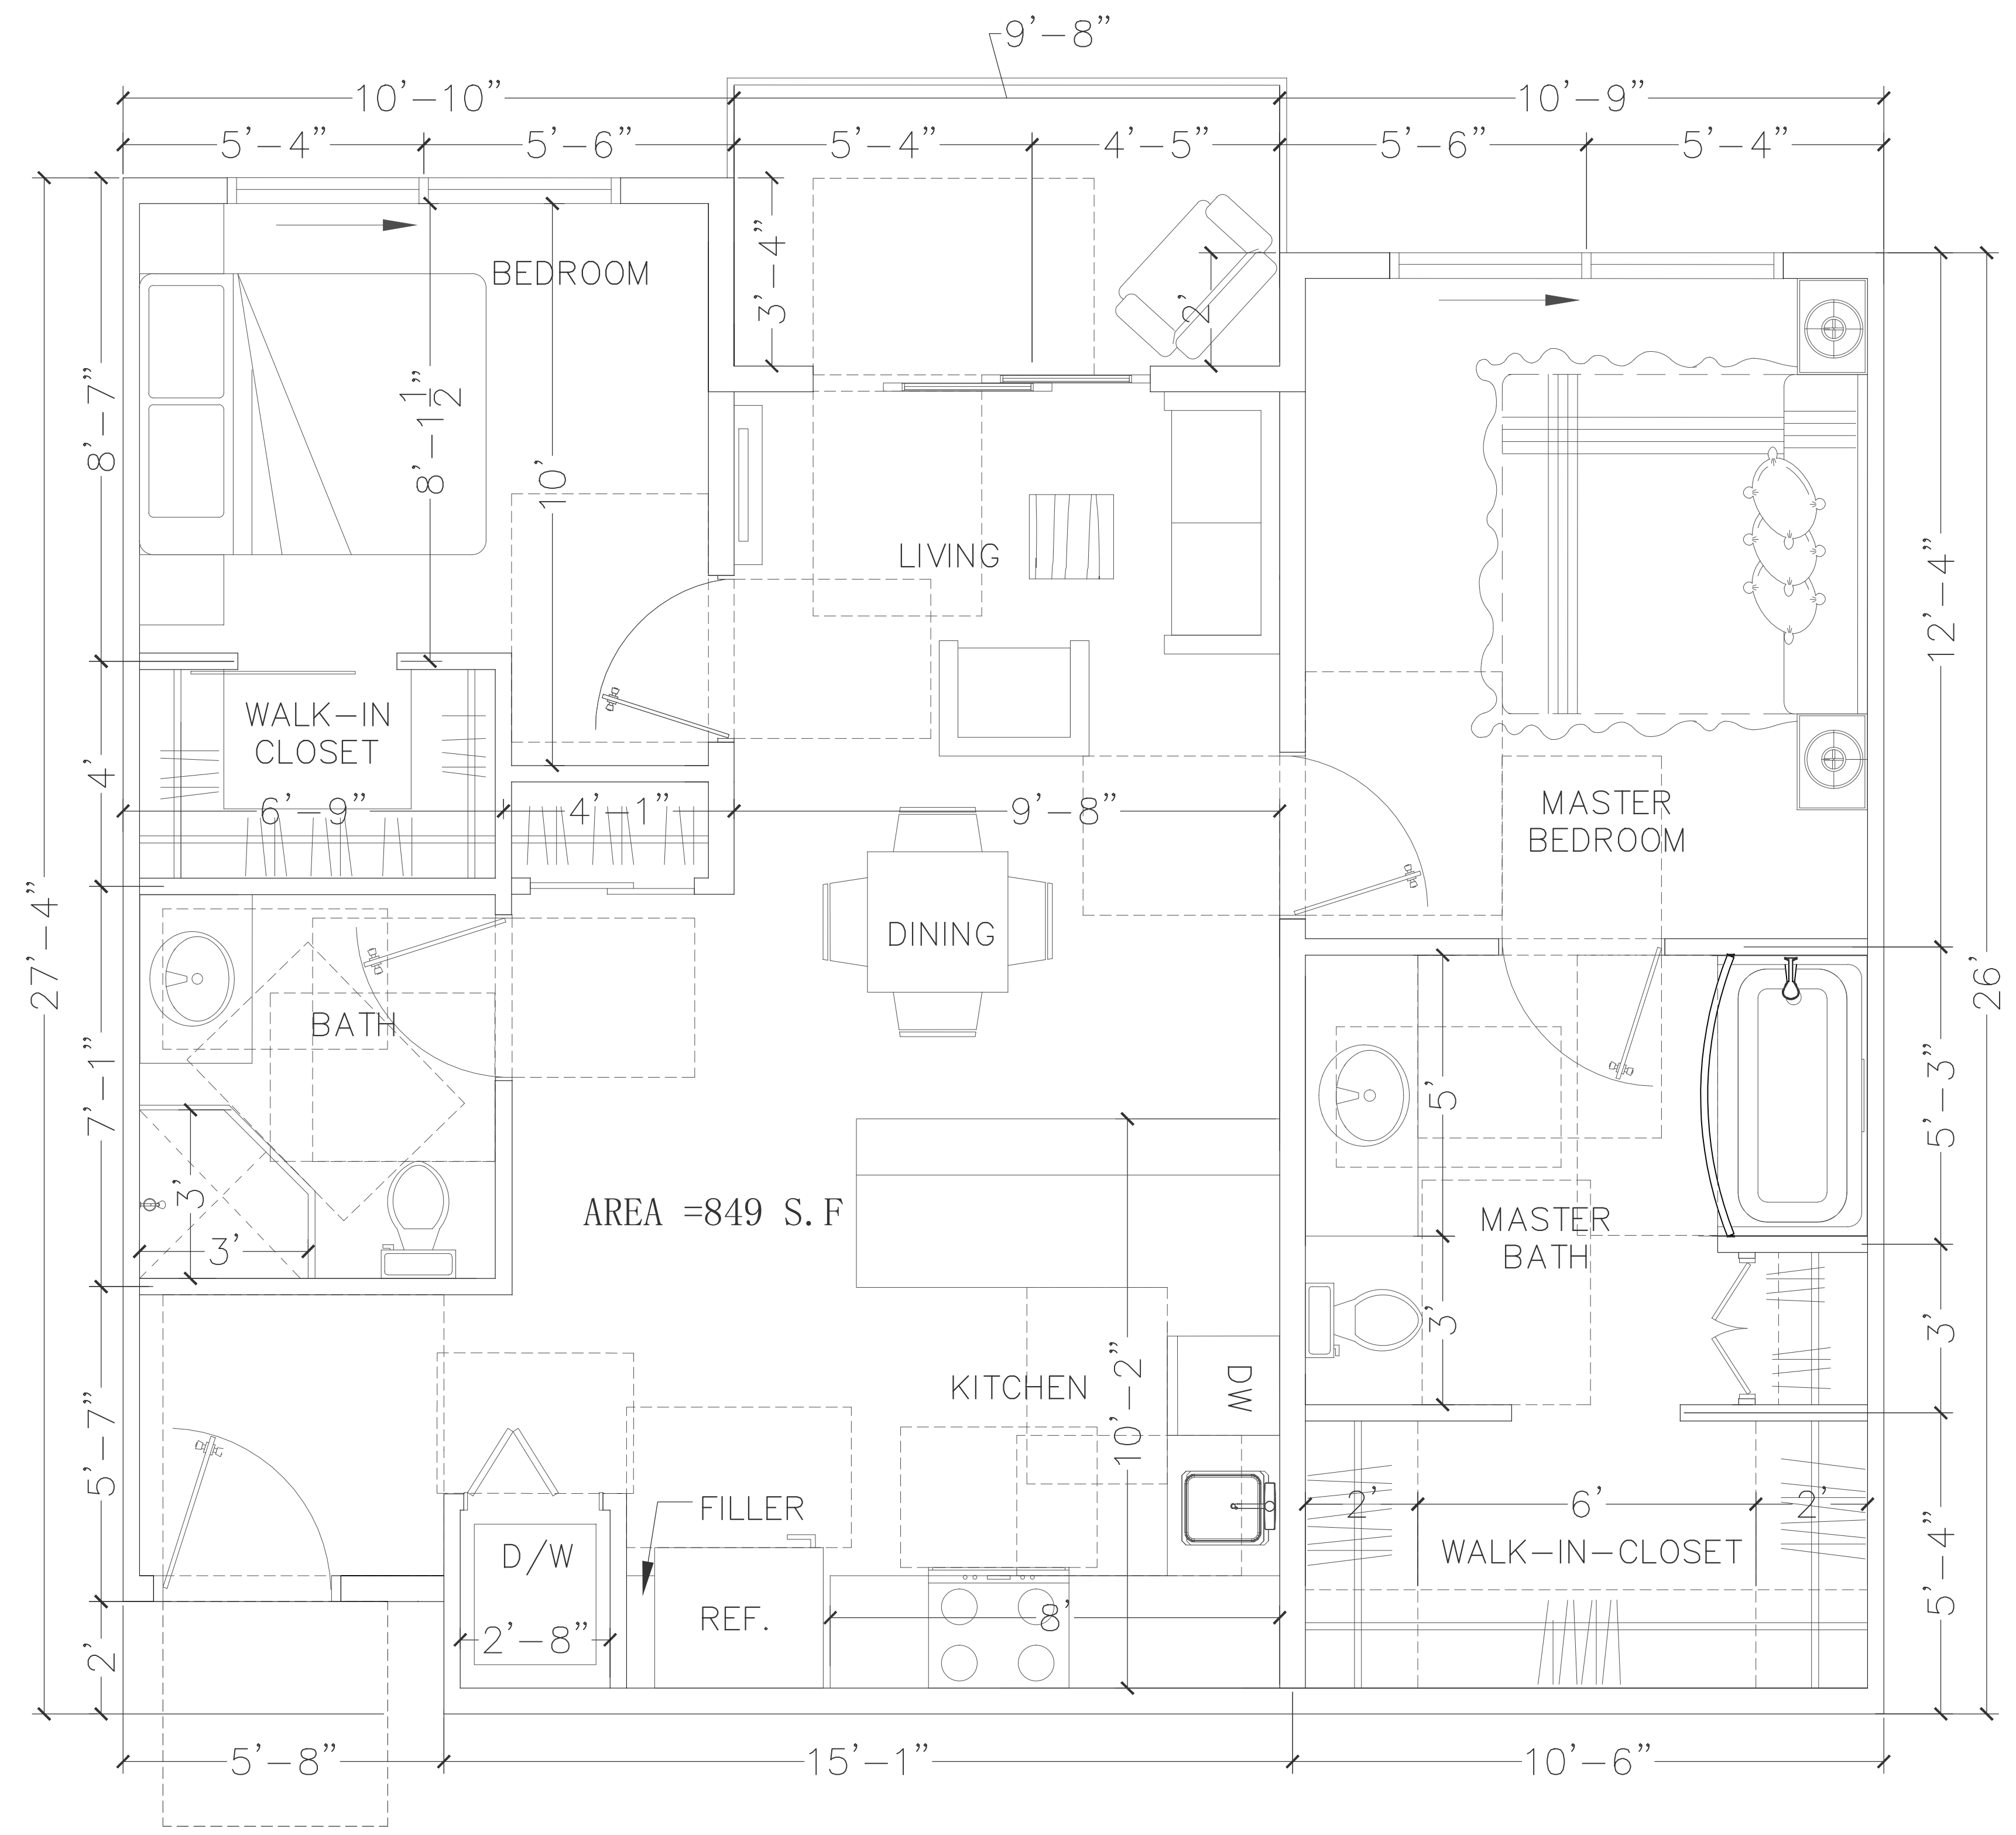 9'-8"
10'-10"
10'-9"
5'-4"
5'-6"
5'-4"
4'-5"
5'-6"
5'-4"
BEDROOM
3'-4"
2'
8'-7"
8'-1 1/2"
10'
LIVING
12'-4"
WALK-IN
CLOSET
4'
6'-9"
4'-1"
9'-8"
MASTER
BEDROOM
DINING
27'-4"
26'
BATH
7'-1"
5'
5'-3"
3'
3'
AREA =849 S.F
MASTER
BATH
3'
3'
KITCHEN
DW
10'-2"
5'-7"
FILLER
2'
6'
2'
D/W
WALK-IN-CLOSET
5'-4"
REF.
8'
2'-8"
2'
5'-8"
15'-1"
10'-6"